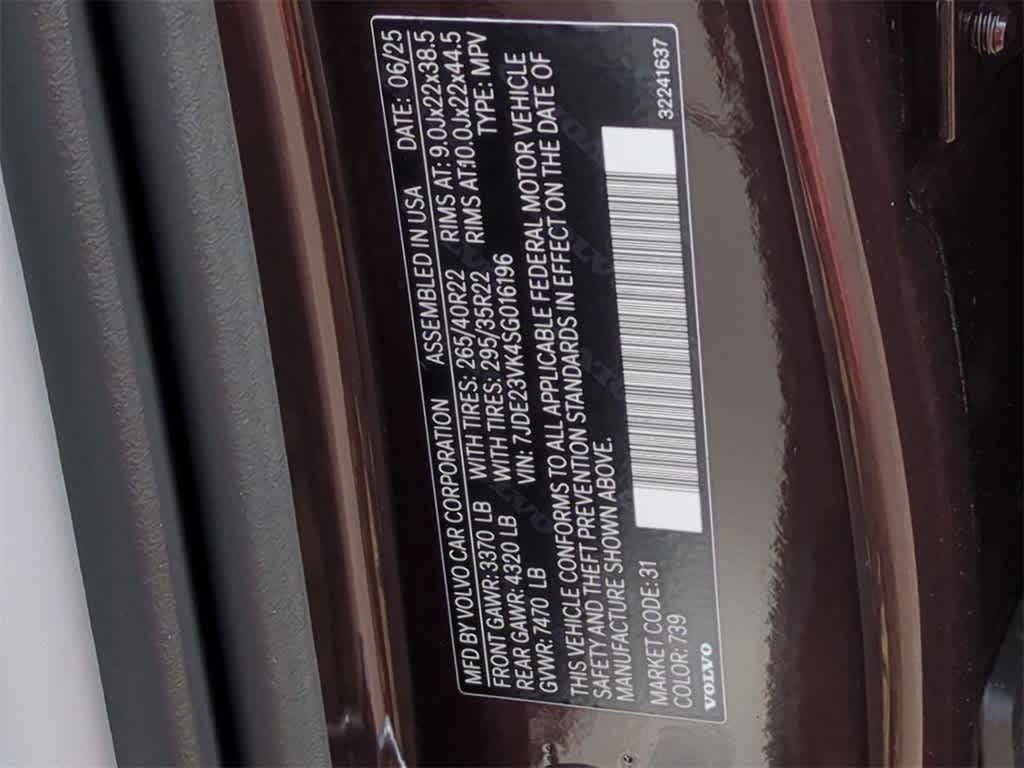 MFD BY VOLVO CAR CORPORATION ASSEMBLED IN USA DATE: 06/25
FRONT GAWR: 3370 LB WITH TIRES: 265/40R22 RIMS AT: 9.0Jx22x38.5
REAR GAWR: 4320 LB WITH TIRES: 295/35R22 RIMS AT:10.0Jx22x44.5
GVWR: 7470 LB VIN: 7JDE23VK4SG016196 TYPE: MPV
THIS VEHICLE CONFORMS TO ALL APPLICABLE FEDERAL MOTOR VEHICLE
SAFETY AND THEFT PREVENTION STANDARDS IN EFFECT ON THE DATE OF
MANUFACTURE SHOWN ABOVE.
MARKET CODE: 31
COLOR: 739
32241637
VOLVO